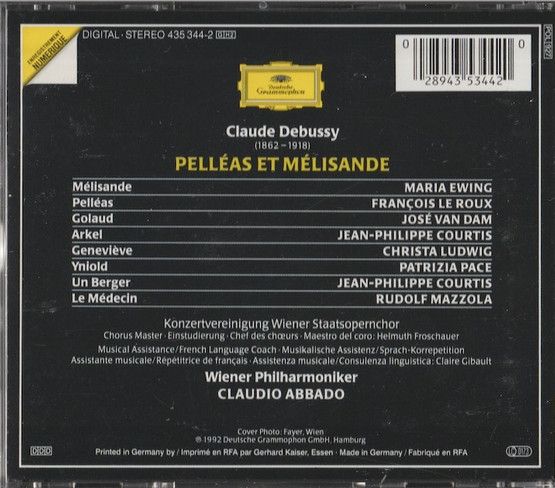 ENREGISTREMENT
NUMÉRIQUE
DIGITAL · STEREO 435 344-2 GH2
POL 1927
0 0
28943 53442
Deutsche
Grammophon
Claude Debussy
(1862–1918)
PELLÉAS ET MÉLISANDE
Mélisande MARIA EWING
Pelléas FRANÇOIS LE ROUX
Golaud JOSÉ VAN DAM
Arkel JEAN-PHILIPPE COURTIS
Geneviève CHRISTA LUDWIG
Yniold PATRIZIA PACE
Un Berger JEAN-PHILIPPE COURTIS
Le Médecin RUDOLF MAZZOLA
Konzertvereinigung Wiener Staatsopernchor
Chorus Master · Einstudierung · Chef des chœurs · Maestro del coro: Helmuth Froschauer
Musical Assistance/French Language Coach · Musikalische Assistenz/Sprach-Korrepetition
Assistante musicale/Répétitrice de français · Assistenza musicale/Consulenza linguistica: Claire Gibault
Wiener Philharmoniker
CLAUDIO ABBADO
Cover Photo: Fayer, Wien
℗ 1992 Deutsche Grammophon GmbH, Hamburg
DDD
Printed in Germany by / Imprimé en RFA par Gerhard Kaiser, Essen · Made in Germany / Fabriqué en RFA